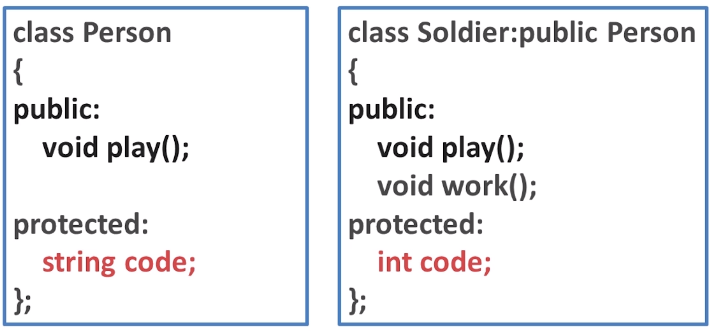 class Person
{
public:
void play();
protected:
string code;
};
class Soldier:public Person
{
public:
void play();
void work();
protected:
int code;
};